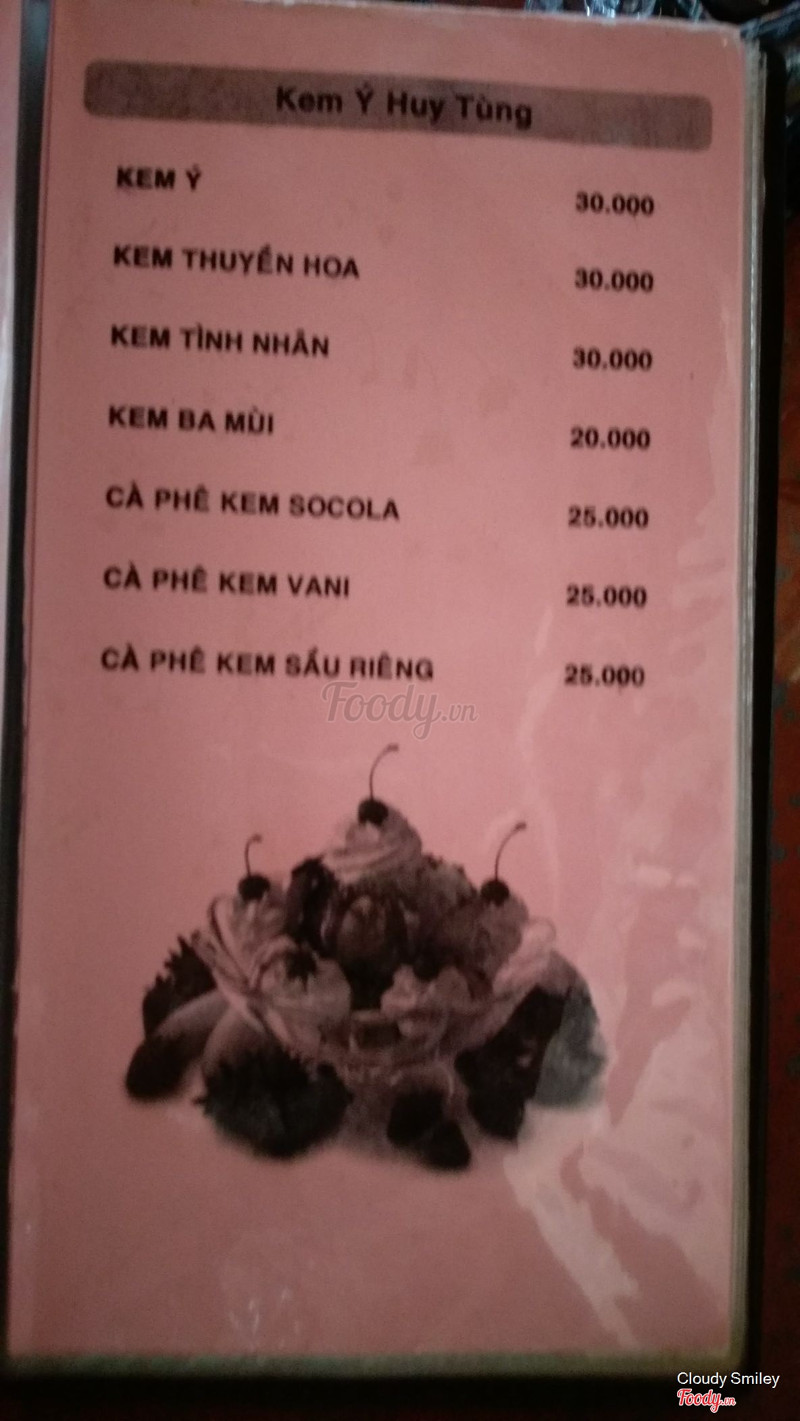 Kem Ý Huy Tùng
KEM Ý 30.000
KEM THUYỀN HOA 30.000
KEM TÌNH NHÂN 30.000
KEM BA MÙI 20.000
CÀ PHÊ KEM SOCOLA 25.000
CÀ PHÊ KEM VANI 25.000
CÀ PHÊ KEM SẦU RIÊNG 25.000
Foody.vn
Cloudy Smiley
Foody.vn